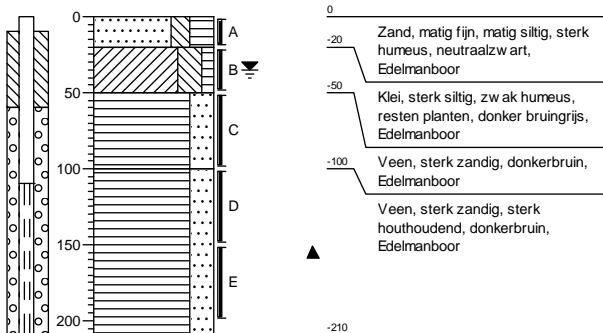 0
50
100
150
200
A
B
C
D
E
0
Zand, matig fijn, matig siltig, sterk
humeus, neutraalzwart,
Edelmanboor
-20
Klei, sterk siltig, zwak humeus,
resten planten, donker bruingrijs,
Edelmanboor
-50
Veen, sterk zandig, donkerbruin,
Edelmanboor
-100
Veen, sterk zandig, sterk
houthoudend, donkerbruin,
Edelmanboor
-210